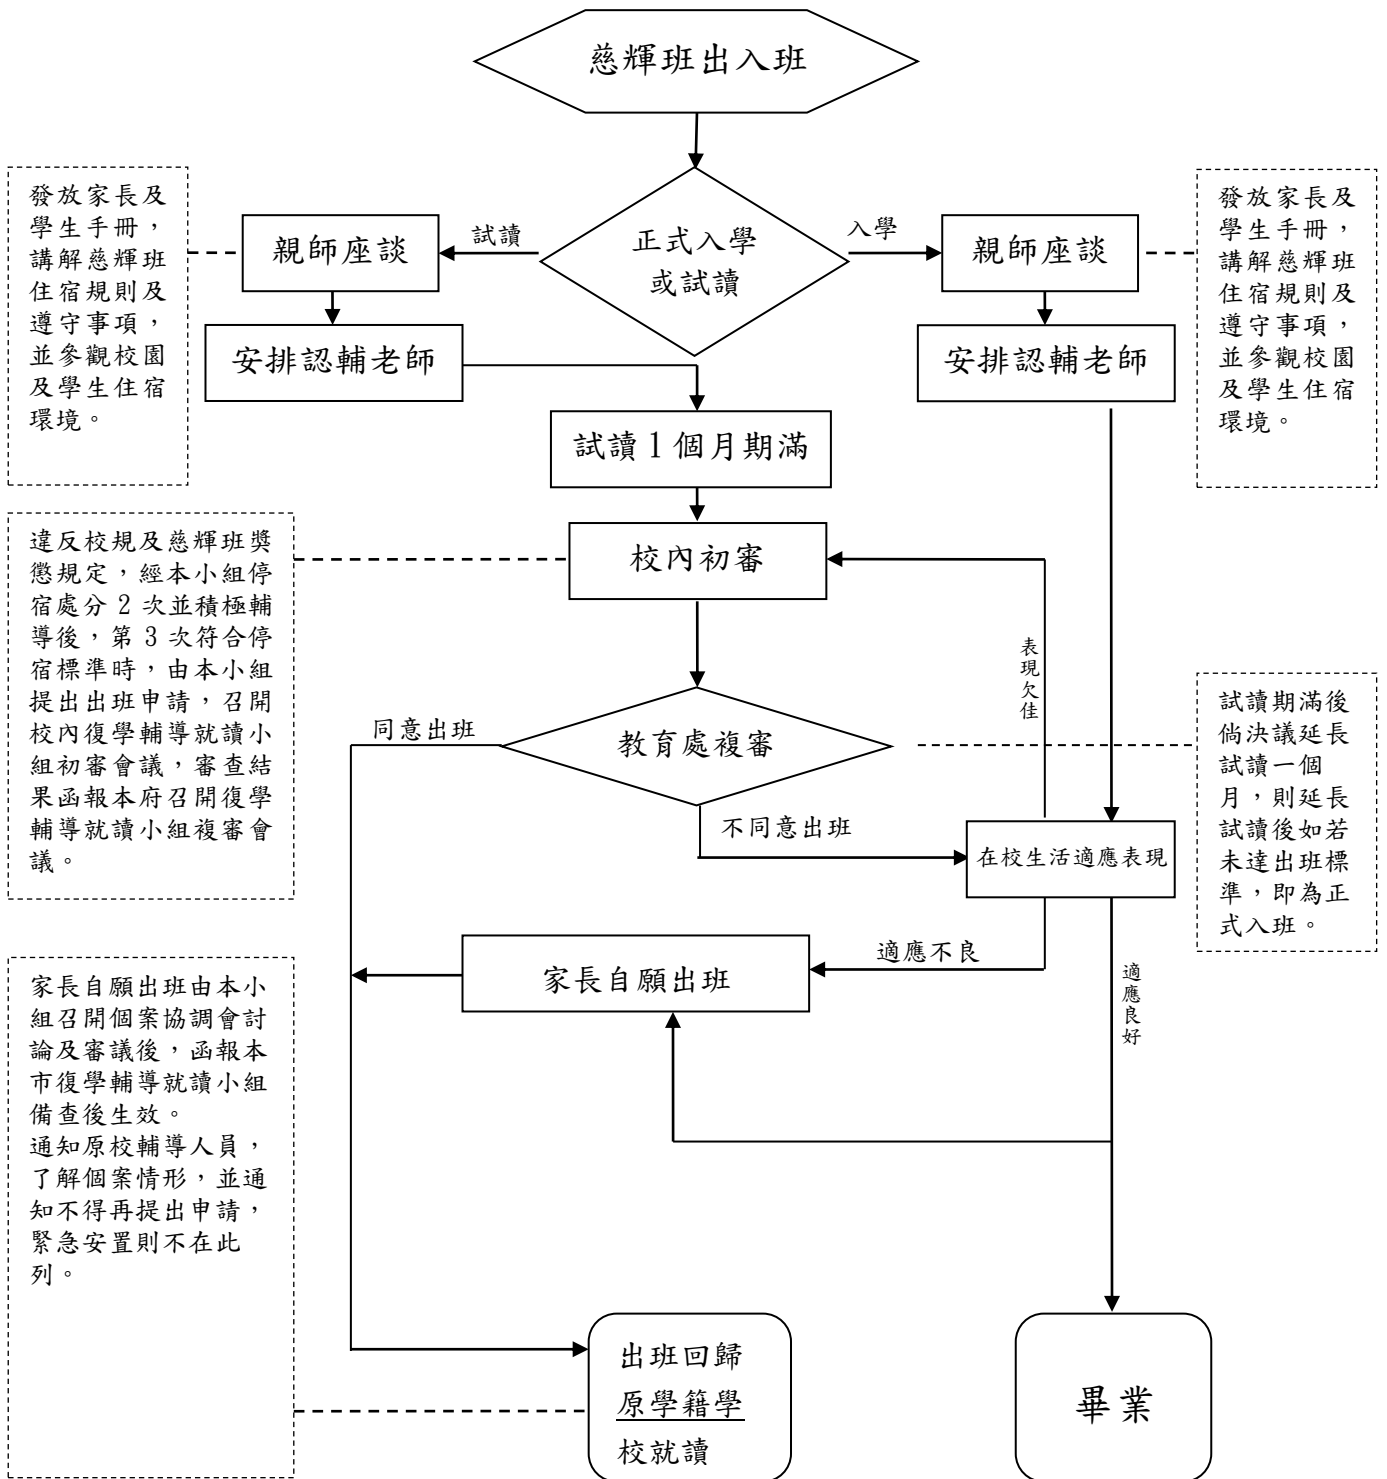 慈輝班出入班
發放家長及
學生手冊，
講解慈輝班
住宿規則及
遵守事項，
並參觀校園
及學生住宿
環境。
親師座談
試讀
正式入學
或試讀
入學
親師座談
發放家長及
學生手冊，
講解慈輝班
住宿規則及
遵守事項，
並參觀校園
及學生住宿
環境。
安排認輔老師
安排認輔老師
試讀 1 個月期滿
違反校規及慈輝班獎
懲規定，經本小組停
宿處分 2 次並積極輔
導後，第 3 次符合停
宿標準時，由本小組
提出出班申請，召開
校內復學輔導就讀小
組初審會議，審查結
果函報本府召開復學
輔導就讀小組複審會
議。
校內初審
表現欠佳
同意出班
教育處複審
試讀期滿後
倘決議延長
試讀一個
月，則延長
試讀後如若
未達出班標
準，即為正
式入班。
不同意出班
在校生活適應表現
適應不良
家長自願出班
適應良好
家長自願出班由本小
組召開個案協調會討
論及審議後，函報本
市復學輔導就讀小組
備查後生效。
通知原校輔導人員，
了解個案情形，並通
知不得再提出申請，
緊急安置則不在此
列。
出班回歸
原學籍學
校就讀
畢業